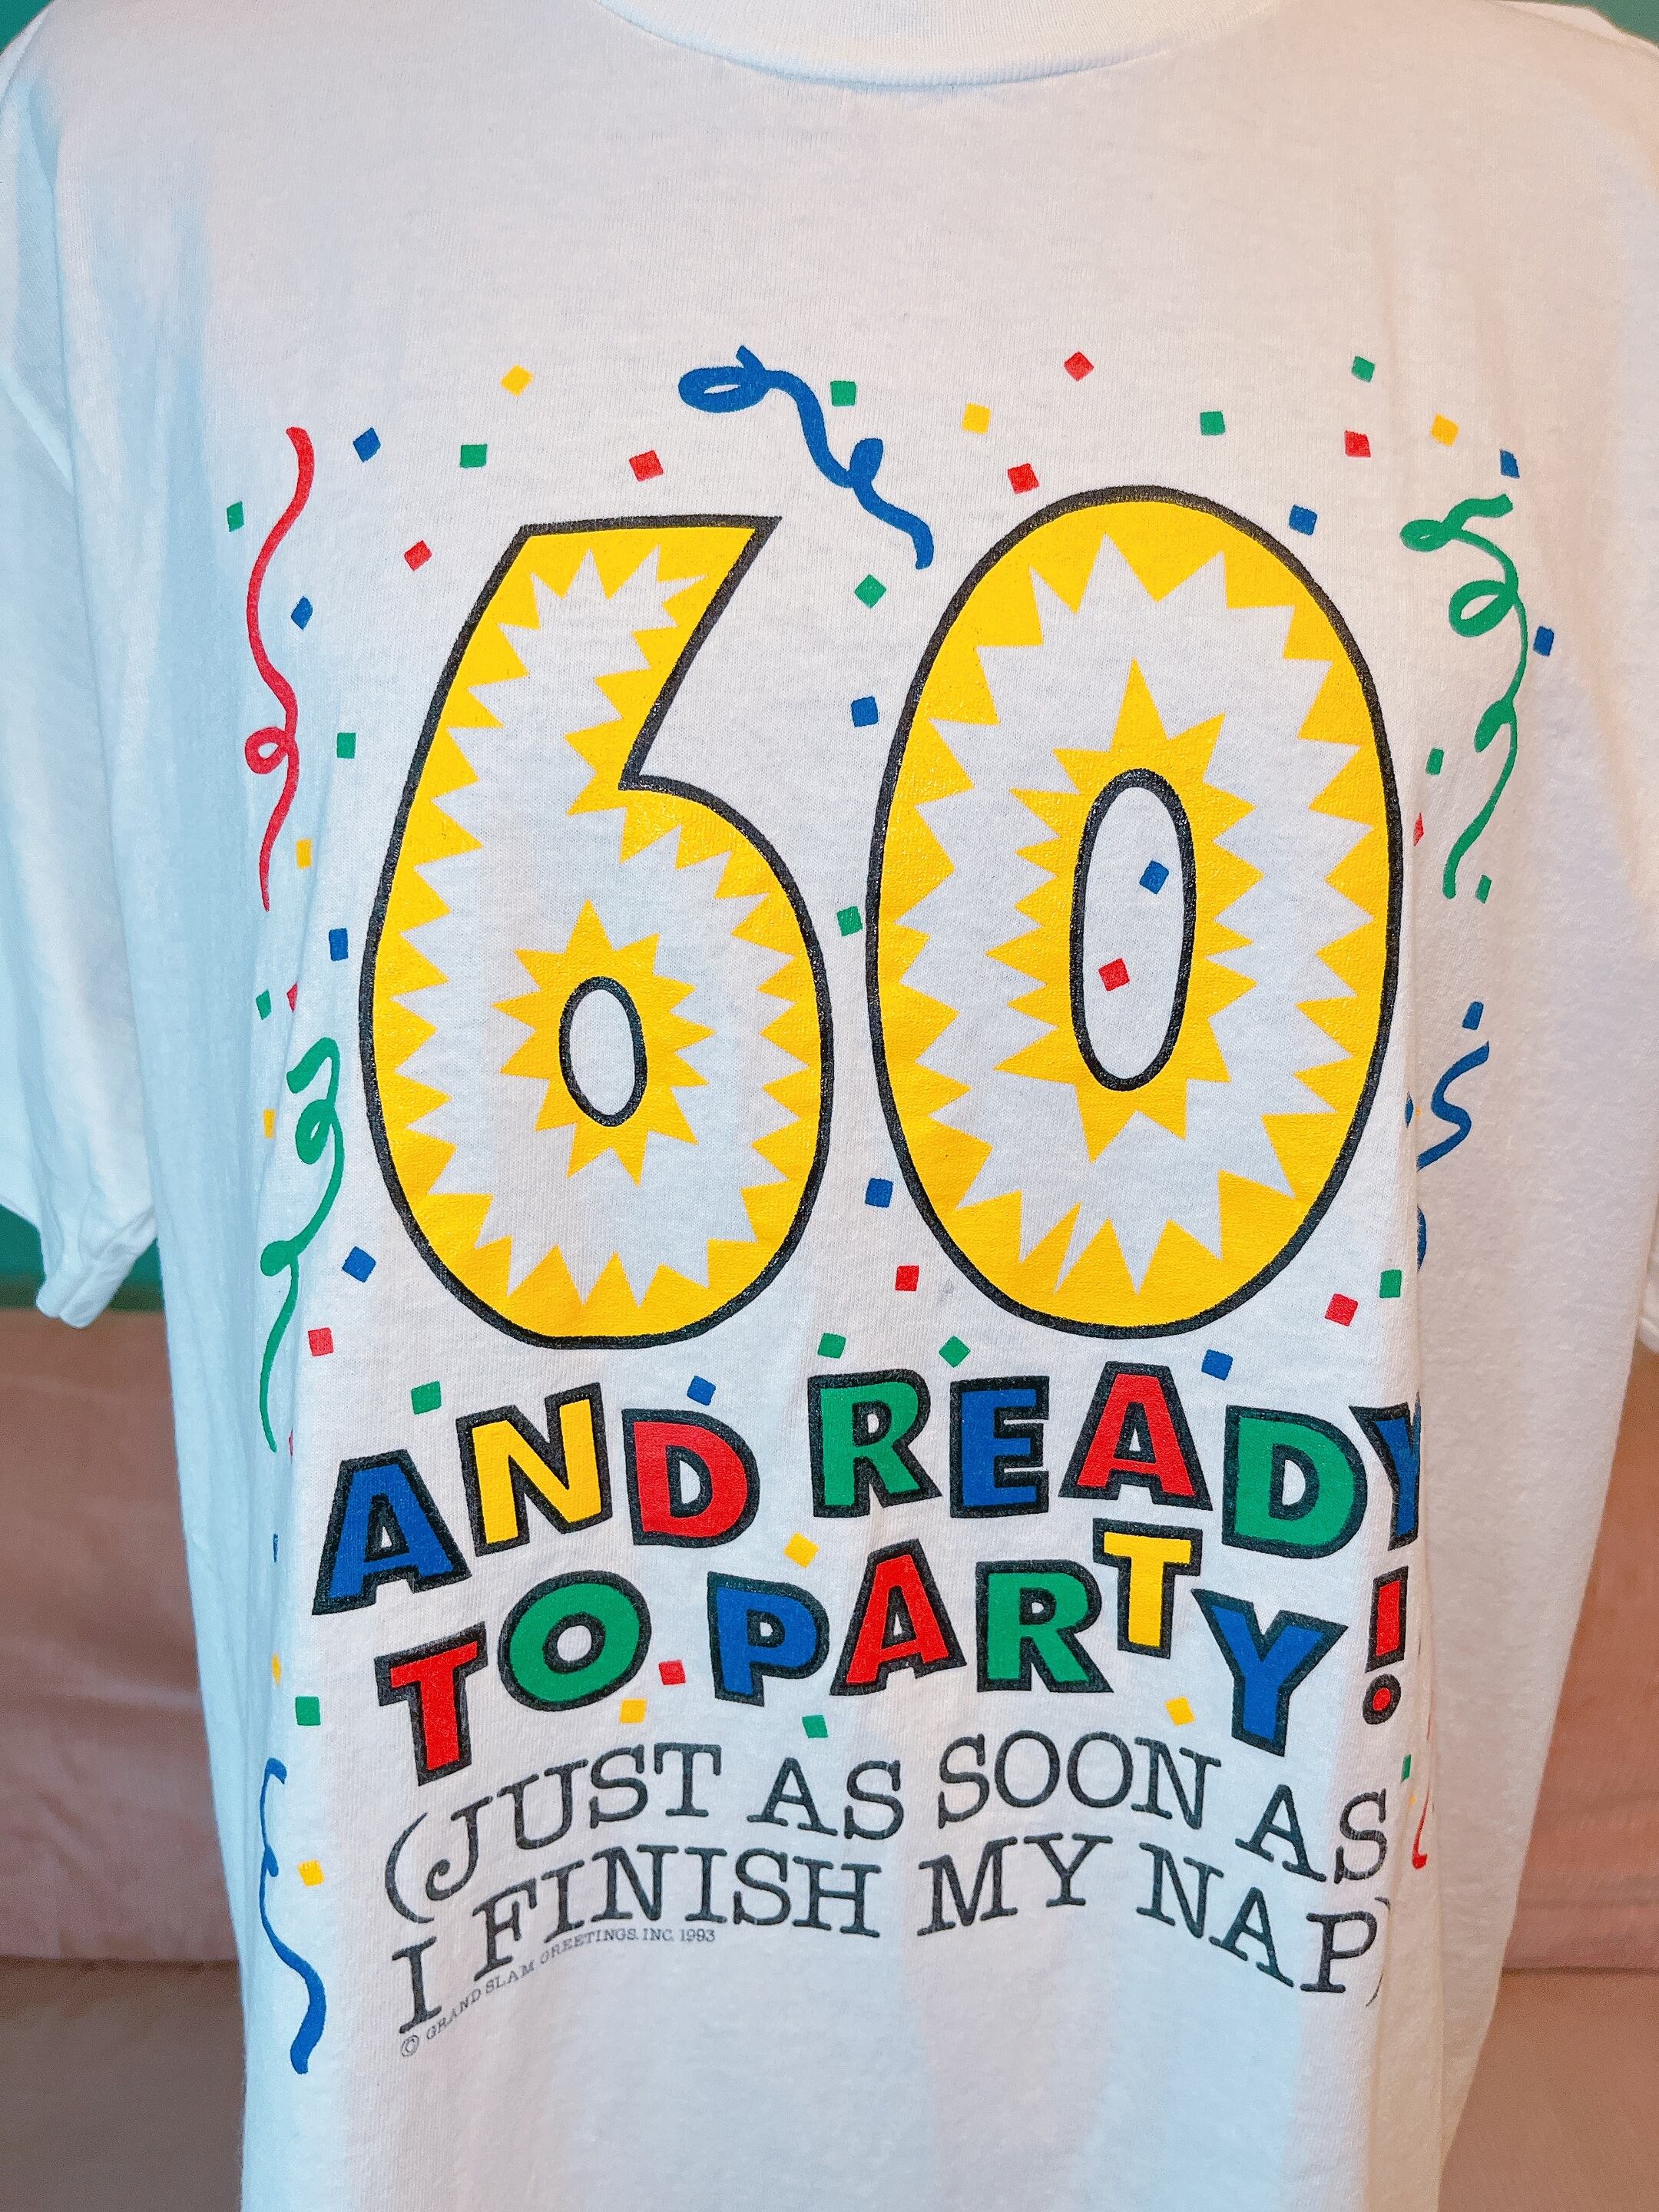 60
AND READY
TO PARTY!
(JUST AS SOON AS
I FINISH MY NAP)
© GRAND SLAM GREETINGS. INC. 1993